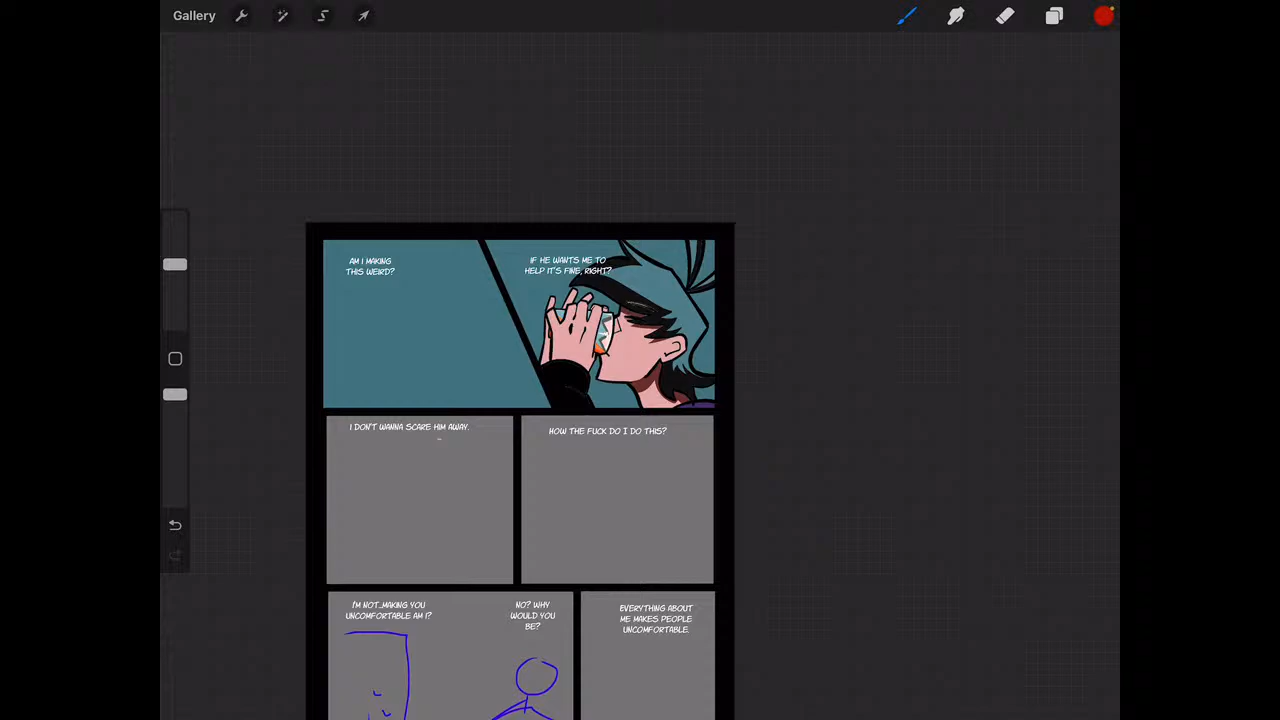 Gallery
AM I MAKING
THIS WEIRD?
IF HE WANTS ME TO
HELP IT'S FINE, RIGHT?
I DON'T WANNA SCARE HIM AWAY.
HOW THE FUCK DO I DO THIS?
I'M NOT...MAKING YOU
UNCOMFORTABLE AM I?
NO? WHY
WOULD YOU
BE?
EVERYTHING ABOUT
ME MAKES PEOPLE
UNCOMFORTABLE.